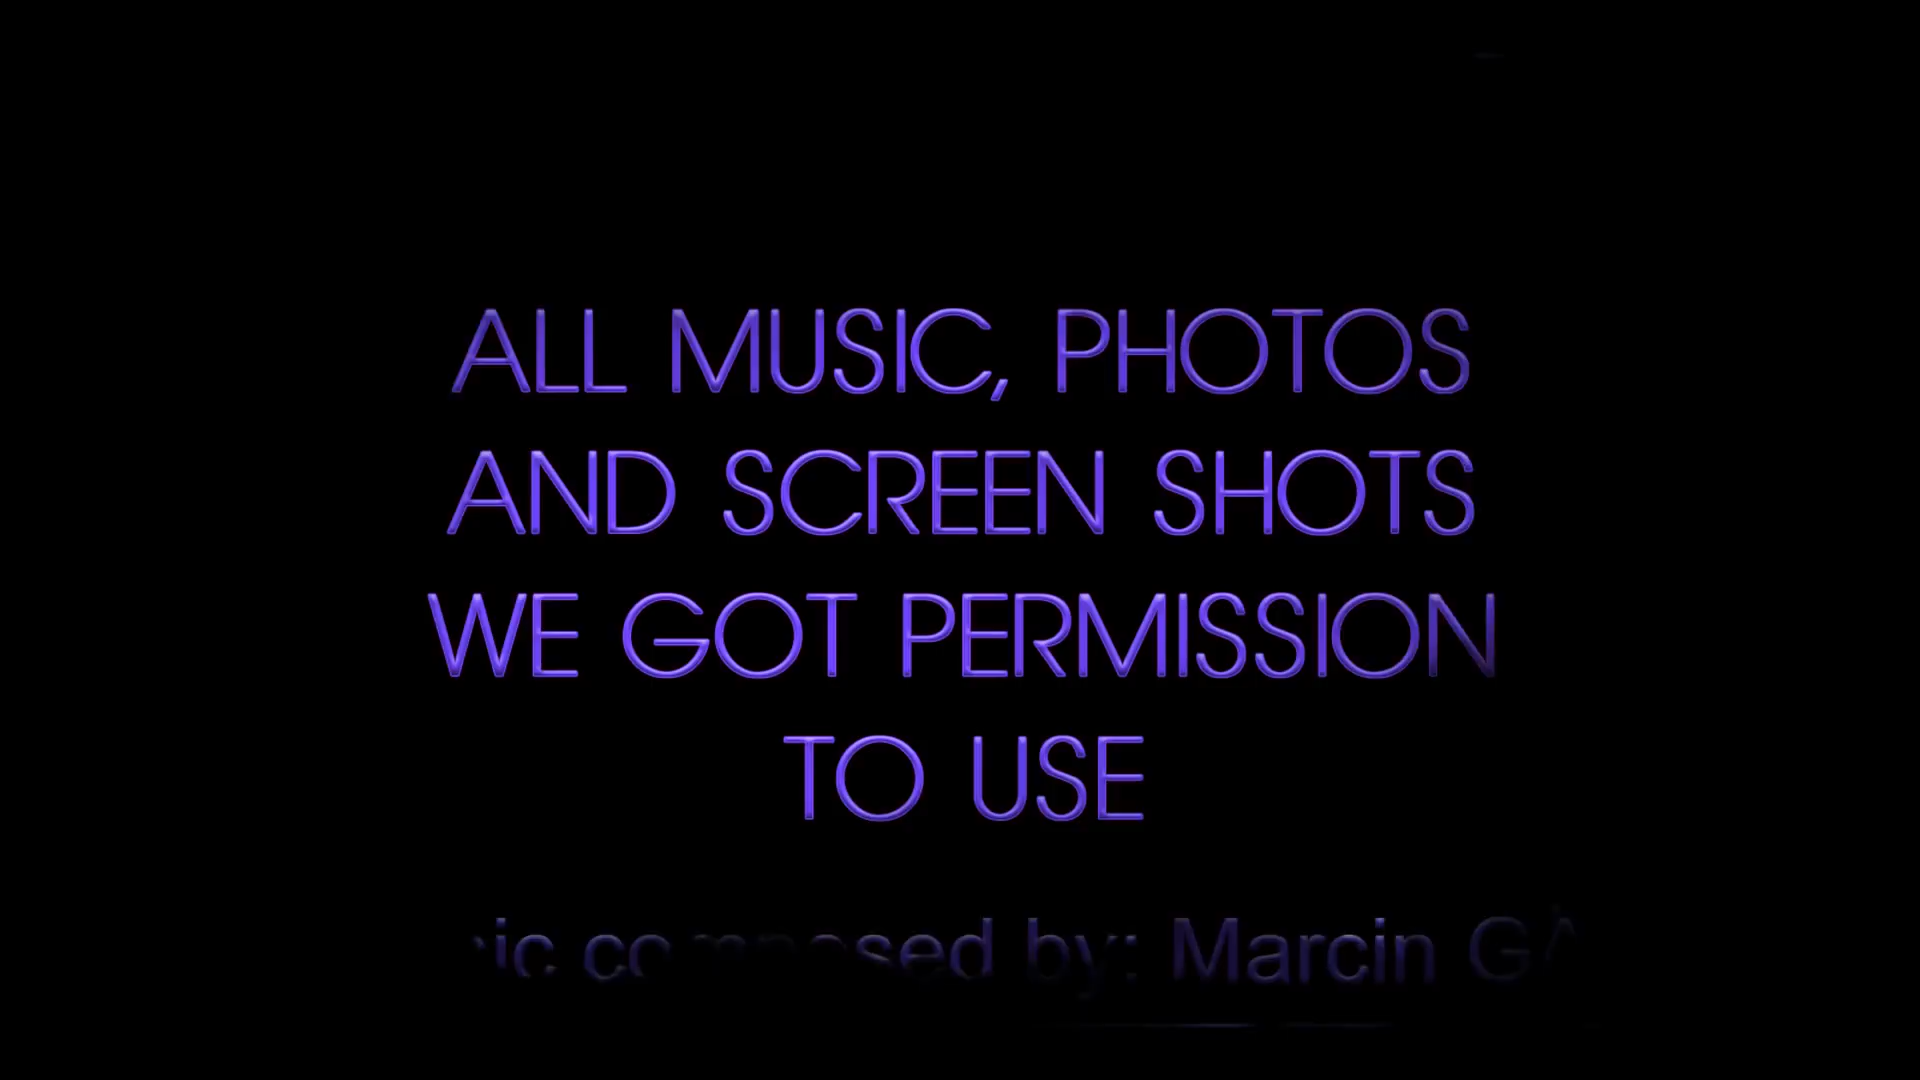 ALL MUSIC, PHOTOS
AND SCREEN SHOTS
WE GOT PERMISSION
TO USE
composed by: Marcin